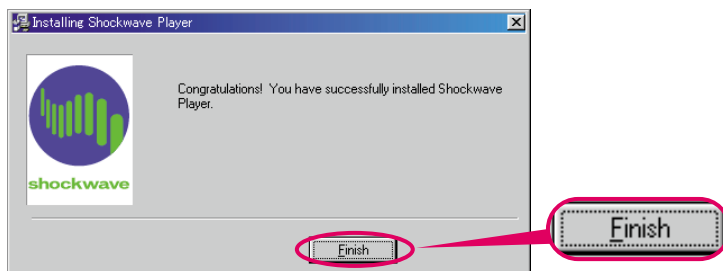 Installing Shockwave Player
Congratulations! You have successfully installed Shockwave
Player.
shockwave
Finish
Finish